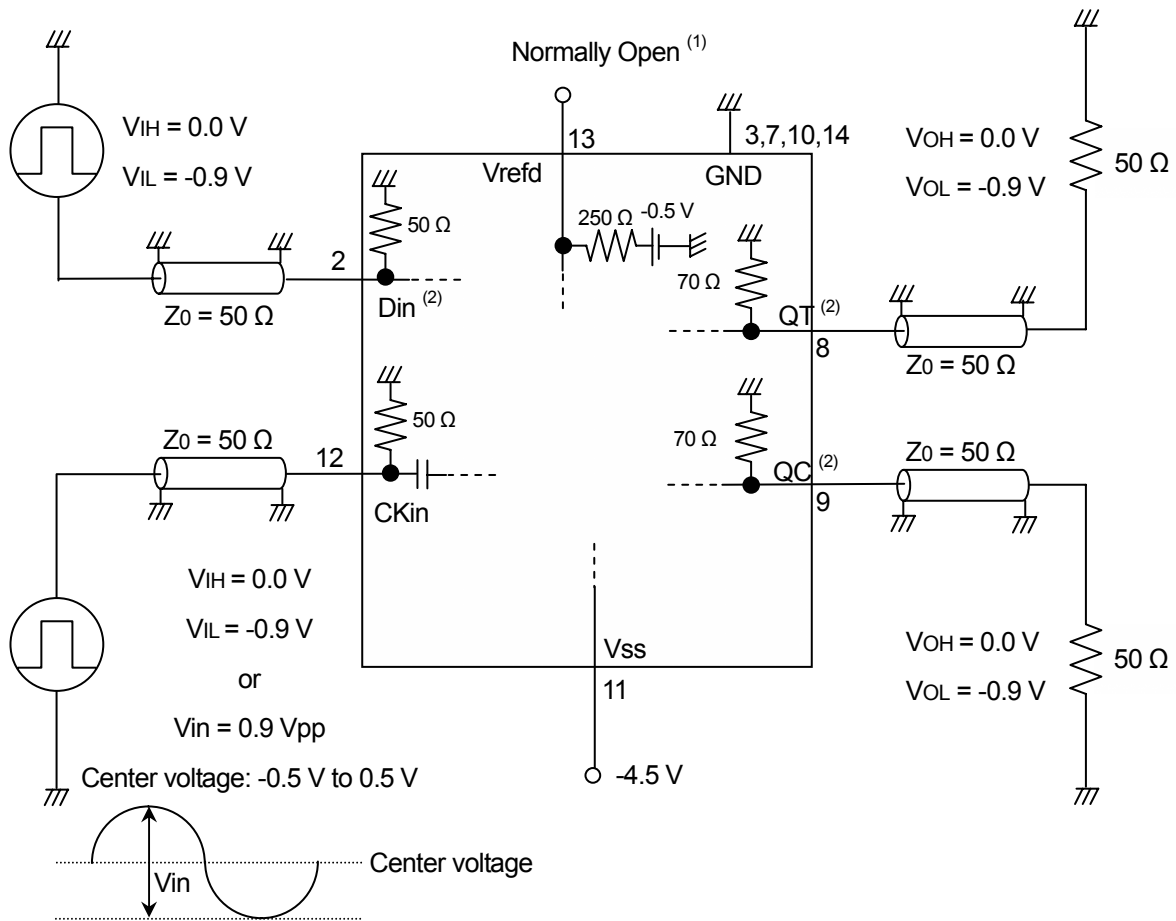 Normally Open (1)
VIH = 0.0 V
VIL = -0.9 V
13
3,7,10,14
Vrefd
GND
VOH = 0.0 V
VOL = -0.9 V
50 Ω
50 Ω
250 Ω
-0.5 V
2
Din (2)
70 Ω
QT (2)
8
Z0 = 50 Ω
Z0 = 50 Ω
50 Ω
Z0 = 50 Ω
12
CKin
70 Ω
QC (2)
9
Z0 = 50 Ω
VIH = 0.0 V
VIL = -0.9 V
or
Vin = 0.9 Vpp
Center voltage: -0.5 V to 0.5 V
Vss
11
-4.5 V
VOH = 0.0 V
VOL = -0.9 V
50 Ω
Center voltage
Vin